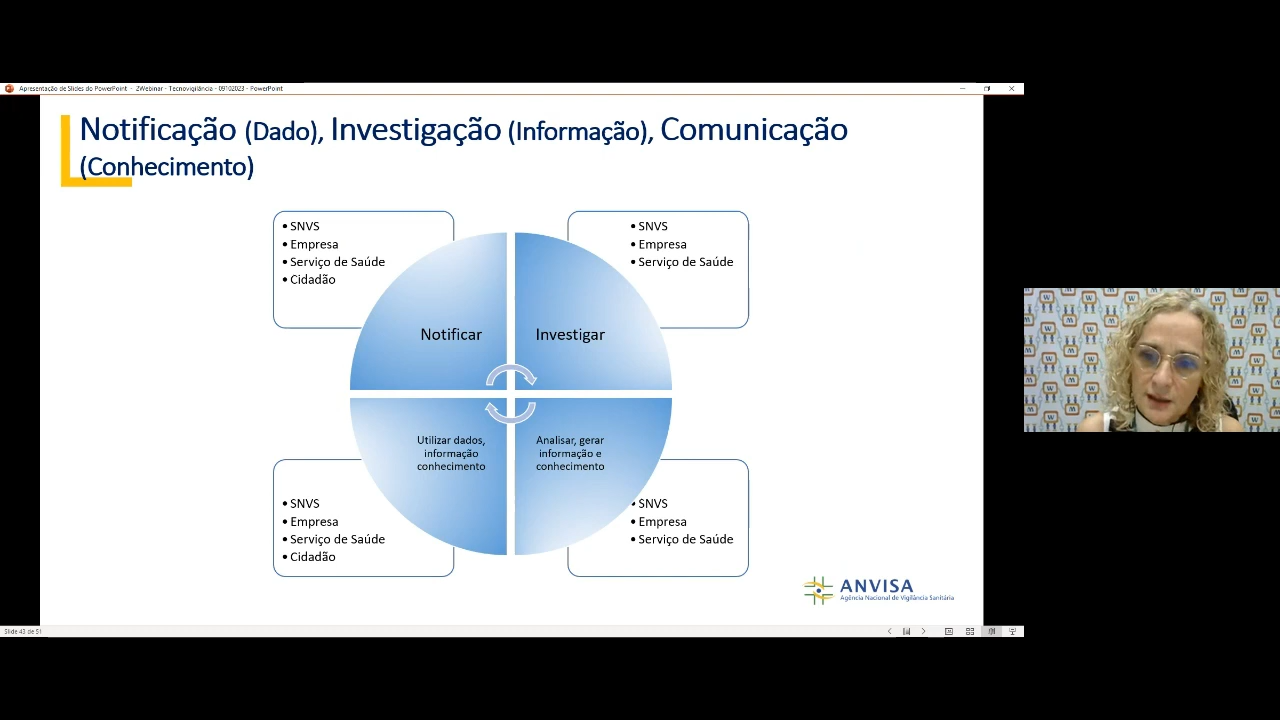 Apresentação de Slides do PowerPoint - 2Webinar - Tecnovigilância - 09102023 - PowerPoint
Notificação (Dado), Investigação (Informação), Comunicação
(Conhecimento)
• SNVS
• Empresa
• Serviço de Saúde
• Cidadão
• SNVS
• Empresa
• Serviço de Saúde
Notificar
Investigar
Utilizar dados,
informação
conhecimento
Analisar, gerar
informação e
conhecimento
• SNVS
• Empresa
• Serviço de Saúde
• Cidadão
• SNVS
• Empresa
• Serviço de Saúde
ANVISA
Agência Nacional de Vigilância Sanitária
Slide 43 de 51